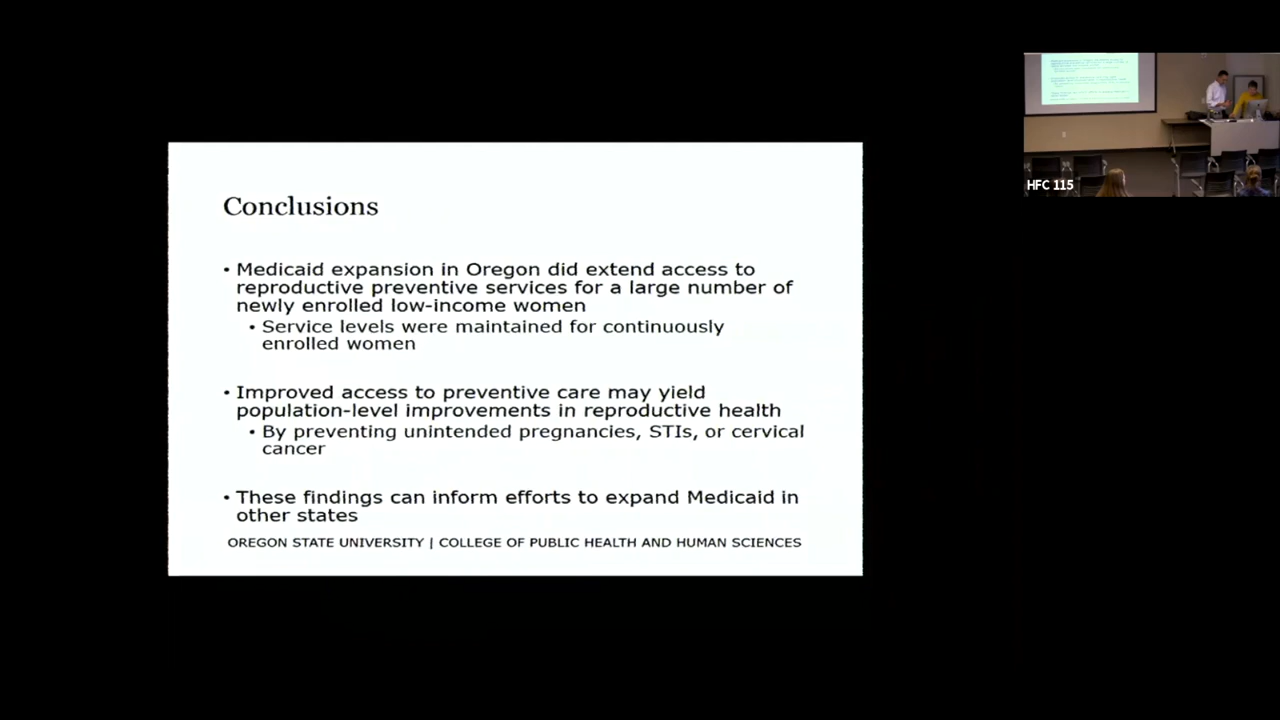 Conclusions
• Medicaid expansion in Oregon did extend access to
reproductive preventive services for a large number of
newly enrolled low-income women
• Service levels were maintained for continuously
enrolled women
• Improved access to preventive care may yield
population-level improvements in reproductive health
• By preventing unintended pregnancies, STIs, or cervical
cancer
• These findings can inform efforts to expand Medicaid in
other states
OREGON STATE UNIVERSITY | COLLEGE OF PUBLIC HEALTH AND HUMAN SCIENCES
HFC 115